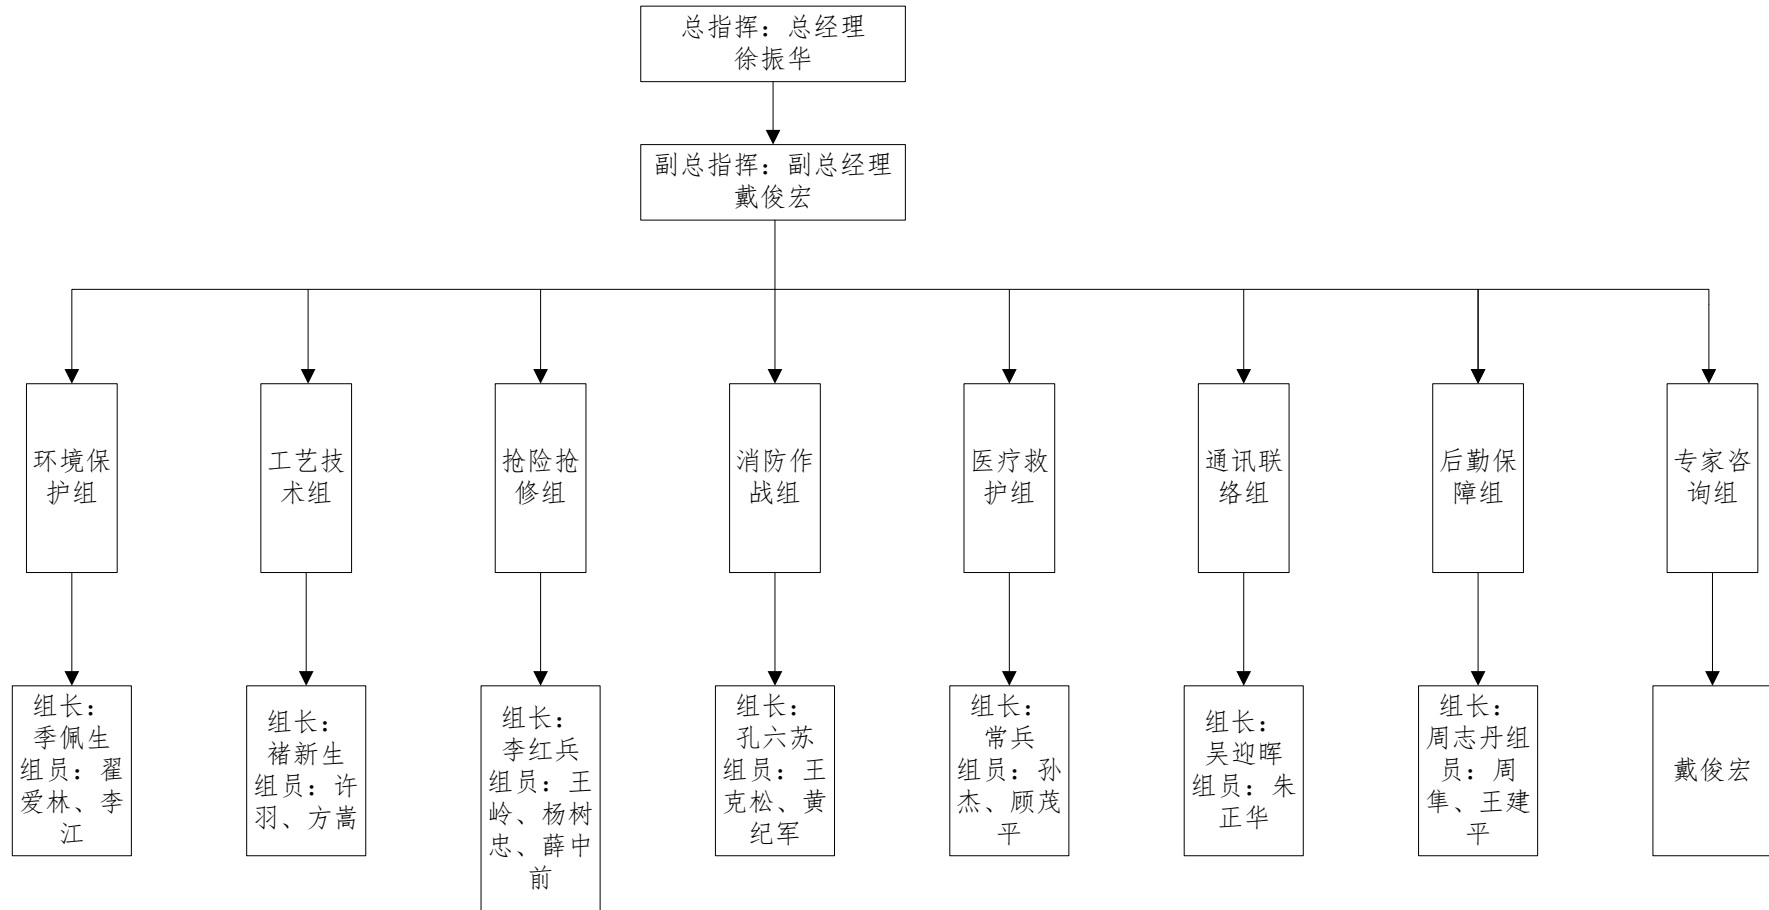 总指挥：总经理
徐振华
副总指挥：副总经理
戴俊宏
环境保
护组
工艺技
术组
抢险抢
修组
消防作
战组
医疗救
护组
通讯联
络组
后勤保
障组
专家咨
询组
组长：
季佩生
组员：翟
爱林、李
江
组长：
褚新生
组员：许
羽、方嵩
组长：
李红兵
组员：王
岭、杨树
忠、薛中
前
组长：
孔六苏
组员：王
克松、黄
纪军
组长：
常兵
组员：孙
杰、顾茂
平
组长：
吴迎晖
组员：朱
正华
组长：
周志丹组
员：周
隼、王建
平
戴俊宏